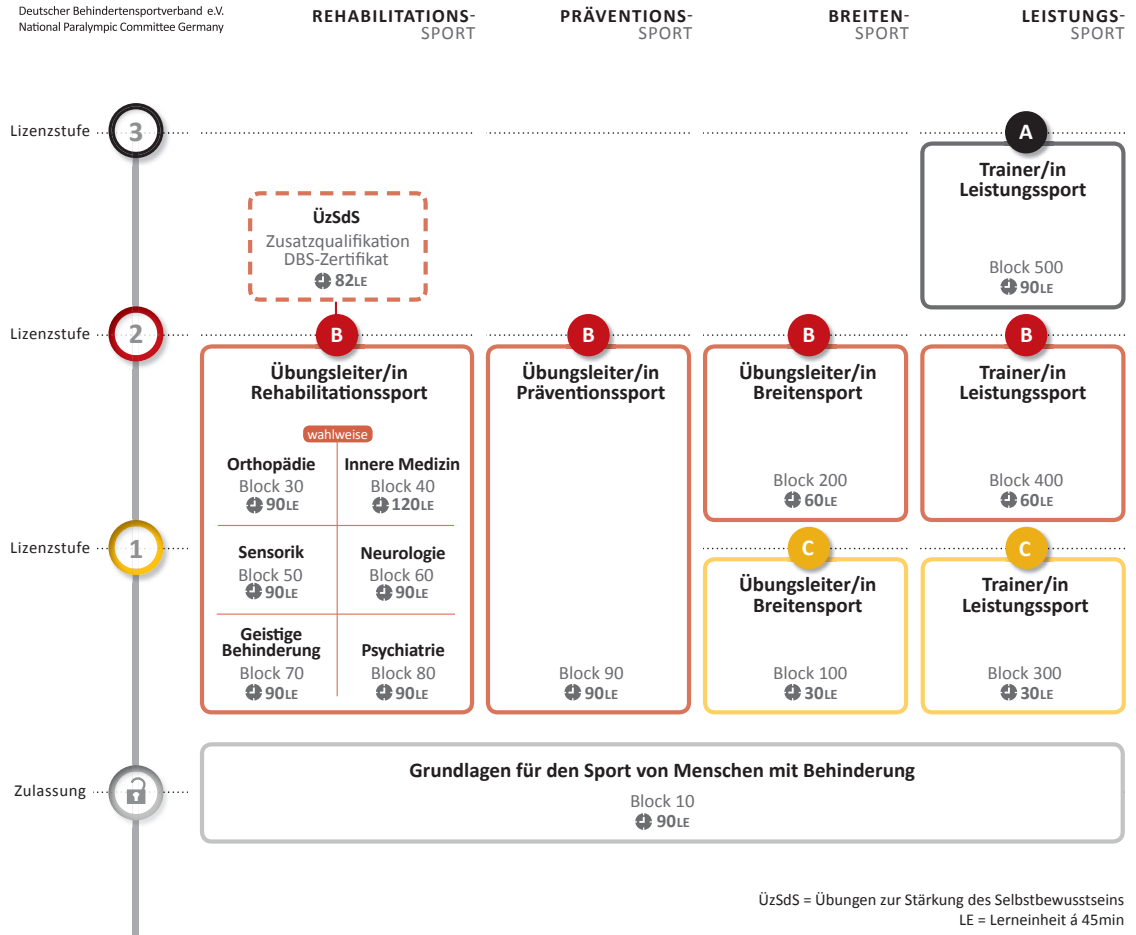 Deutscher Behindertensportverband e.V.
National Paralympic Committee Germany
REHABILITATIONS-
SPORT
PRÄVENTIONS-
SPORT
BREITEN-
SPORT
LEISTUNGS-
SPORT
Lizenzstufe
3
A
Trainer/in
Leistungssport
Block 500
90LE
ÜzSdS
Zusatzqualifikation
DBS-Zertifikat
82LE
Lizenzstufe
2
B
Übungsleiter/in
Rehabilitationssport
wahlweise
Orthopädie
Block 30
90LE
Innere Medizin
Block 40
120LE
Sensorik
Block 50
90LE
Neurologie
Block 60
90LE
Geistige
Behinderung
Block 70
90LE
Psychiatrie
Block 80
90LE
B
Übungsleiter/in
Präventionssport
Block 90
90LE
B
Übungsleiter/in
Breitensport
Block 200
60LE
B
Trainer/in
Leistungssport
Block 400
60LE
Lizenzstufe
1
C
Übungsleiter/in
Breitensport
Block 100
30LE
C
Trainer/in
Leistungssport
Block 300
30LE
Zulassung
Grundlagen für den Sport von Menschen mit Behinderung
Block 10
90LE
ÜzSdS = Übungen zur Stärkung des Selbstbewusstseins
LE = Lerneinheit á 45min